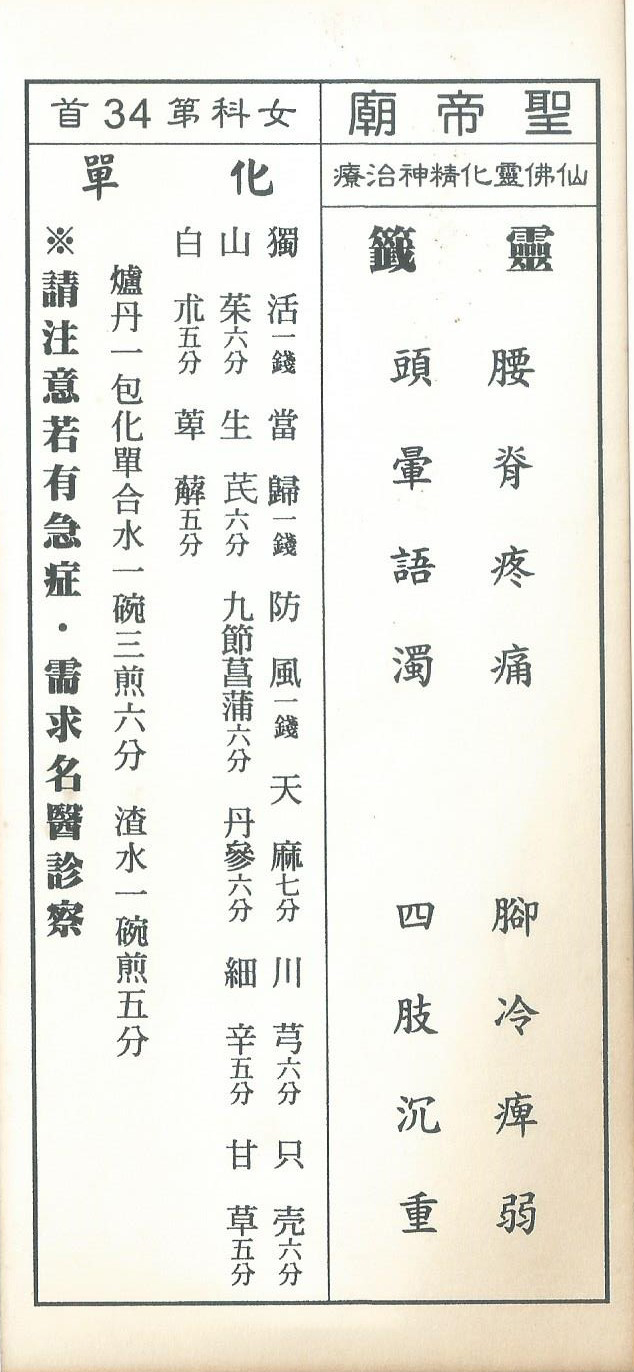 聖帝廟
仙佛靈化精神治療
靈籤
腰脊疼痛 腳冷痺弱
頭暈語濁 四肢沉重
女科第34首
化單
獨活一錢 當歸一錢 防風一錢 天麻七分 川芎六分 只壳六分
山茱六分 生芪六分 九節菖蒲六分 丹參六分 細辛五分 甘草五分
白朮五分 萆薢五分
爐丹一包化單合水一碗三煎六分 渣水一碗煎五分
※請注意若有急症．需求名醫診察